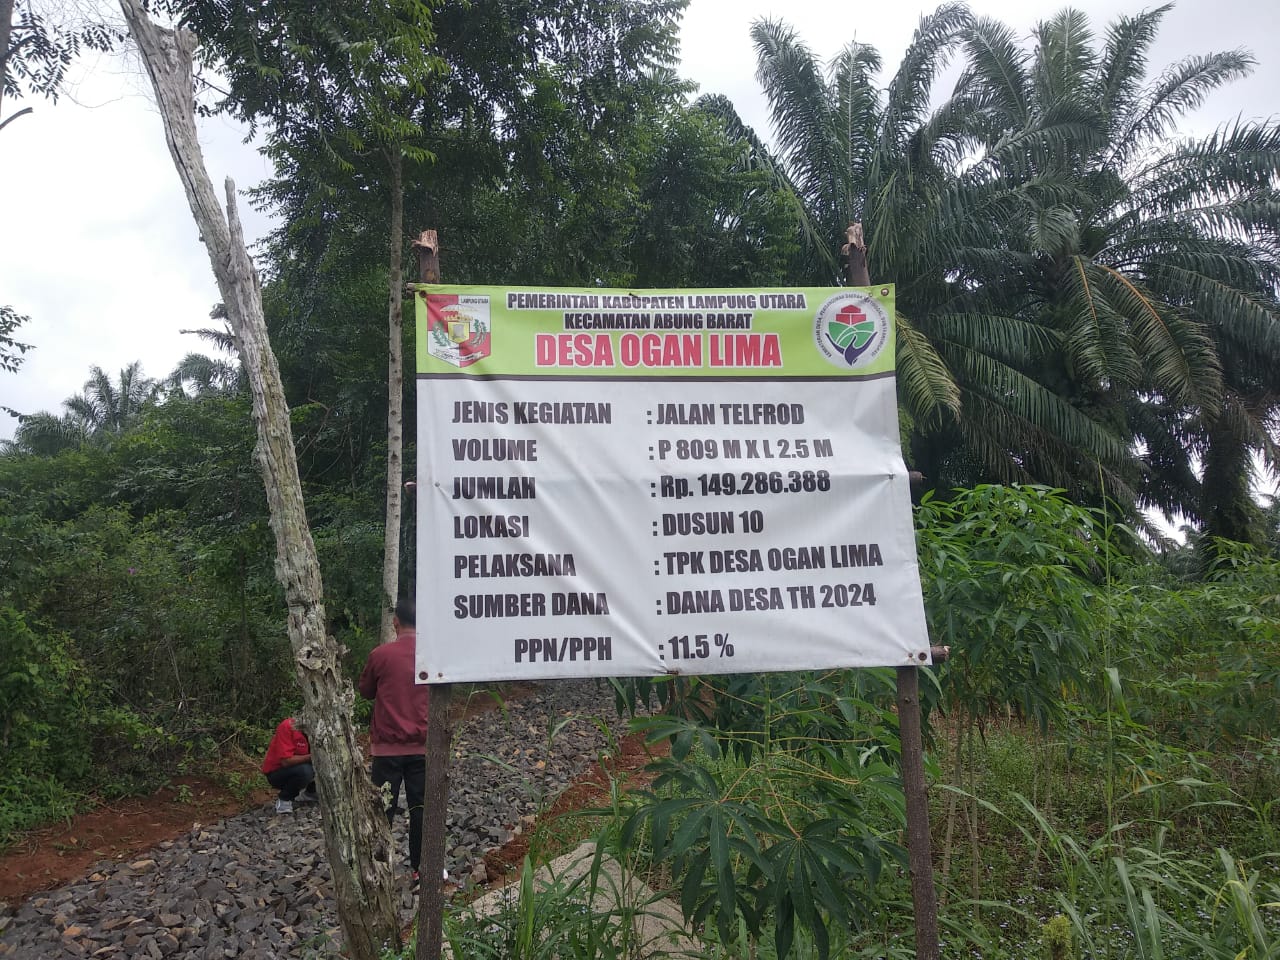 LAMPUNG UTARA
PEMERINTAH KABUPATEN LAMPUNG UTARA
KECAMATAN ABUNG BARAT
DESA OGAN LIMA
JENIS KEGIATAN : JALAN TELFROD
VOLUME : P 809 M X L 2.5 M
JUMLAH : Rp. 149.286.388
LOKASI : DUSUN 10
PELAKSANA : TPK DESA OGAN LIMA
SUMBER DANA : DANA DESA TH 2024
PPN/PPH : 11.5 %